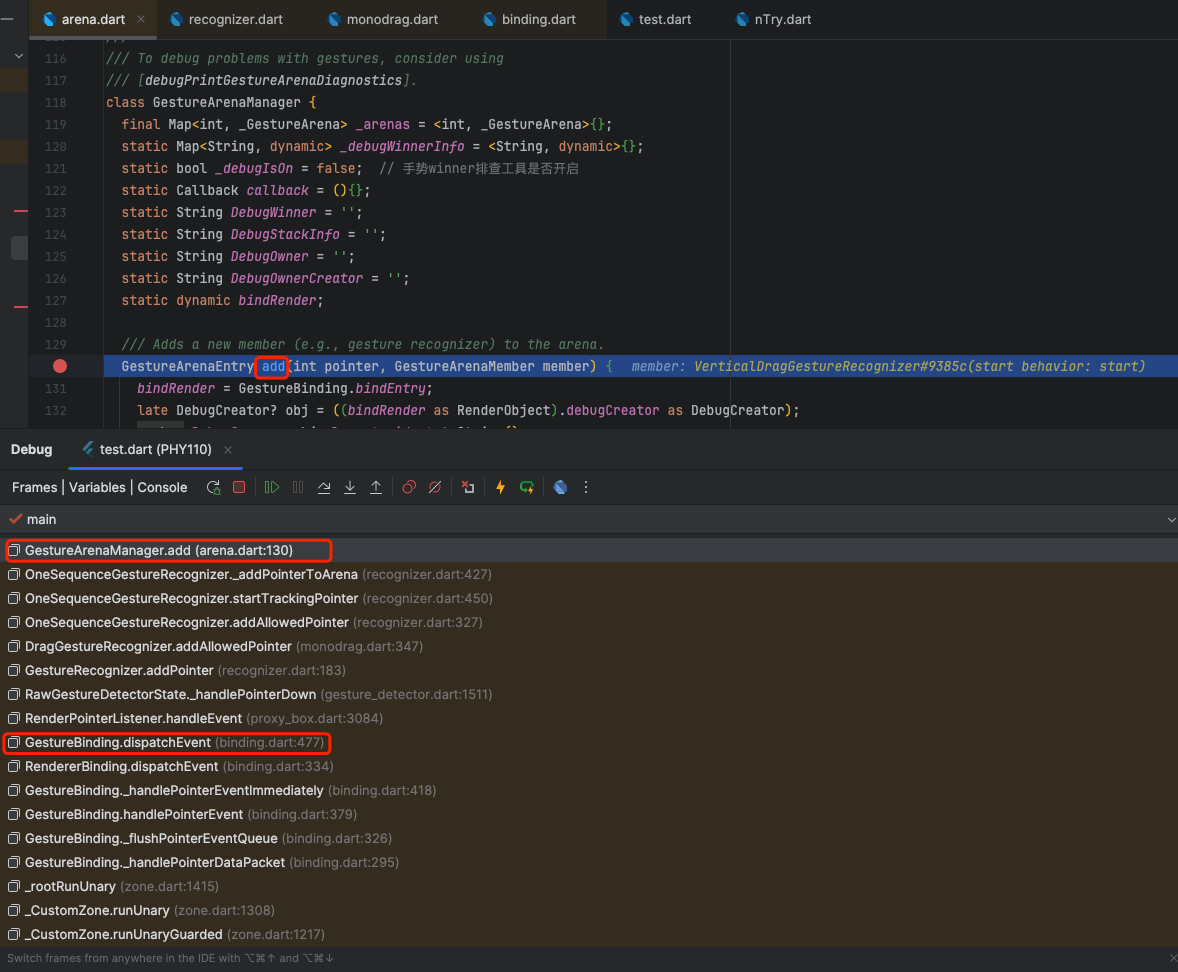 arena.dart recognizer.dart monodrag.dart binding.dart test.dart nTry.dart
116 /// To debug problems with gestures, consider using
117 /// [debugPrintGestureArenaDiagnostics].
118 class GestureArenaManager {
119 final Map<int, _GestureArena> _arenas = <int, _GestureArena>{};
120 static Map<String, dynamic> _debugWinnerInfo = <String, dynamic>{};
121 static bool _debugIsOn = false; // 手势winner排查工具是否开启
122 static Callback callback = (){};
123 static String DebugWinner = '';
124 static String DebugStackInfo = '';
125 static String DebugOwner = '';
126 static String DebugOwnerCreator = '';
127 static dynamic bindRender;
128
129 /// Adds a new member (e.g., gesture recognizer) to the arena.
GestureArenaEntry add(int pointer, GestureArenaMember member) { member: VerticalDragGestureRecognizer#9385c(start behavior: start)
131 bindRender = GestureBinding.bindEntry;
132 late DebugCreator? obj = ((bindRender as RenderObject).debugCreator as DebugCreator);
Debug test.dart (PHY110)
Frames | Variables | Console
main
GestureArenaManager.add (arena.dart:130)
OneSequenceGestureRecognizer._addPointerToArena (recognizer.dart:427)
OneSequenceGestureRecognizer.startTrackingPointer (recognizer.dart:450)
OneSequenceGestureRecognizer.addAllowedPointer (recognizer.dart:327)
DragGestureRecognizer.addAllowedPointer (monodrag.dart:347)
GestureRecognizer.addPointer (recognizer.dart:183)
RawGestureDetectorState._handlePointerDown (gesture_detector.dart:1511)
RenderPointerListener.handleEvent (proxy_box.dart:3084)
GestureBinding.dispatchEvent (binding.dart:477)
RendererBinding.dispatchEvent (binding.dart:334)
GestureBinding._handlePointerEventImmediately (binding.dart:418)
GestureBinding.handlePointerEvent (binding.dart:379)
GestureBinding._flushPointerEventQueue (binding.dart:326)
GestureBinding._handlePointerDataPacket (binding.dart:295)
_rootRunUnary (zone.dart:1415)
_CustomZone.runUnary (zone.dart:1308)
_CustomZone.runUnaryGuarded (zone.dart:1217)
Switch frames from anywhere in the IDE with ⌥⌘↑ and ⌥⌘↓